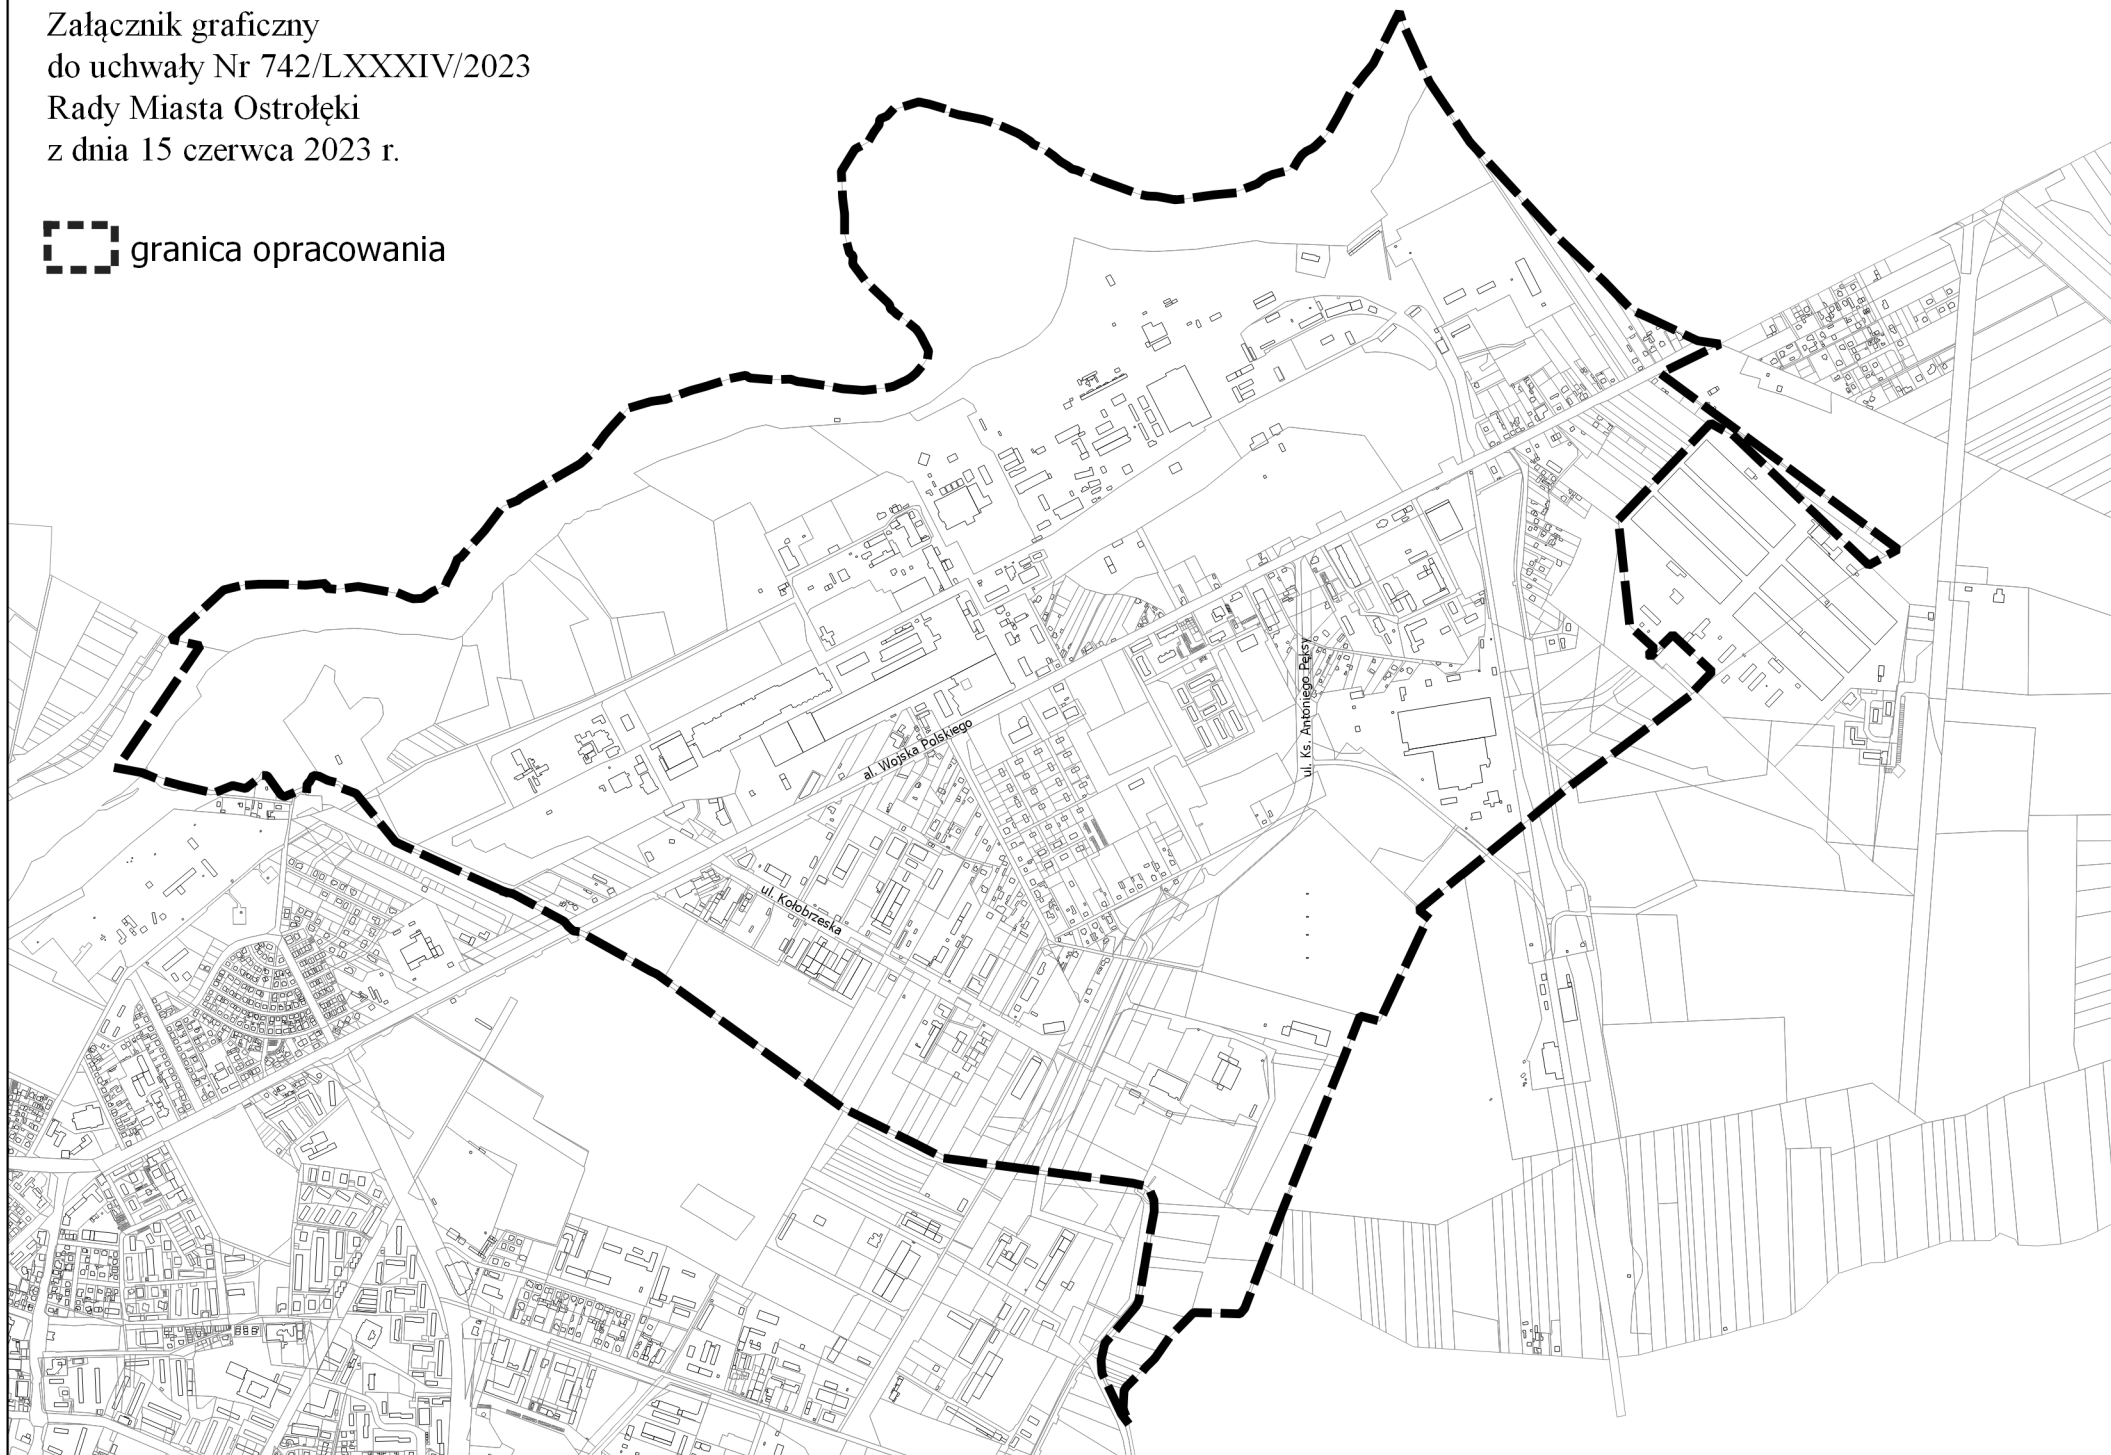 Załącznik graficzny
do uchwały Nr 742/LXXXIV/2023
Rady Miasta Ostrołęki
z dnia 15 czerwca 2023 r.
granica opracowania
ul. Ks. Antoniego Pęksy
al. Wojska Polskiego
ul. Kołobrzeska